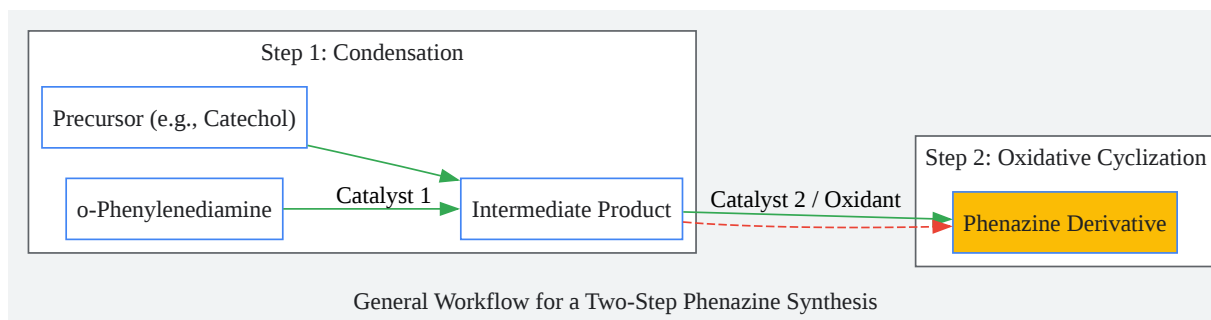 Step 1: Condensation
Precursor (e.g., Catechol)
o-Phenylenediamine
Catalyst 1
Intermediate Product
Catalyst 2 / Oxidant
Step 2: Oxidative Cyclization
Phenazine Derivative
General Workflow for a Two-Step Phenazine Synthesis